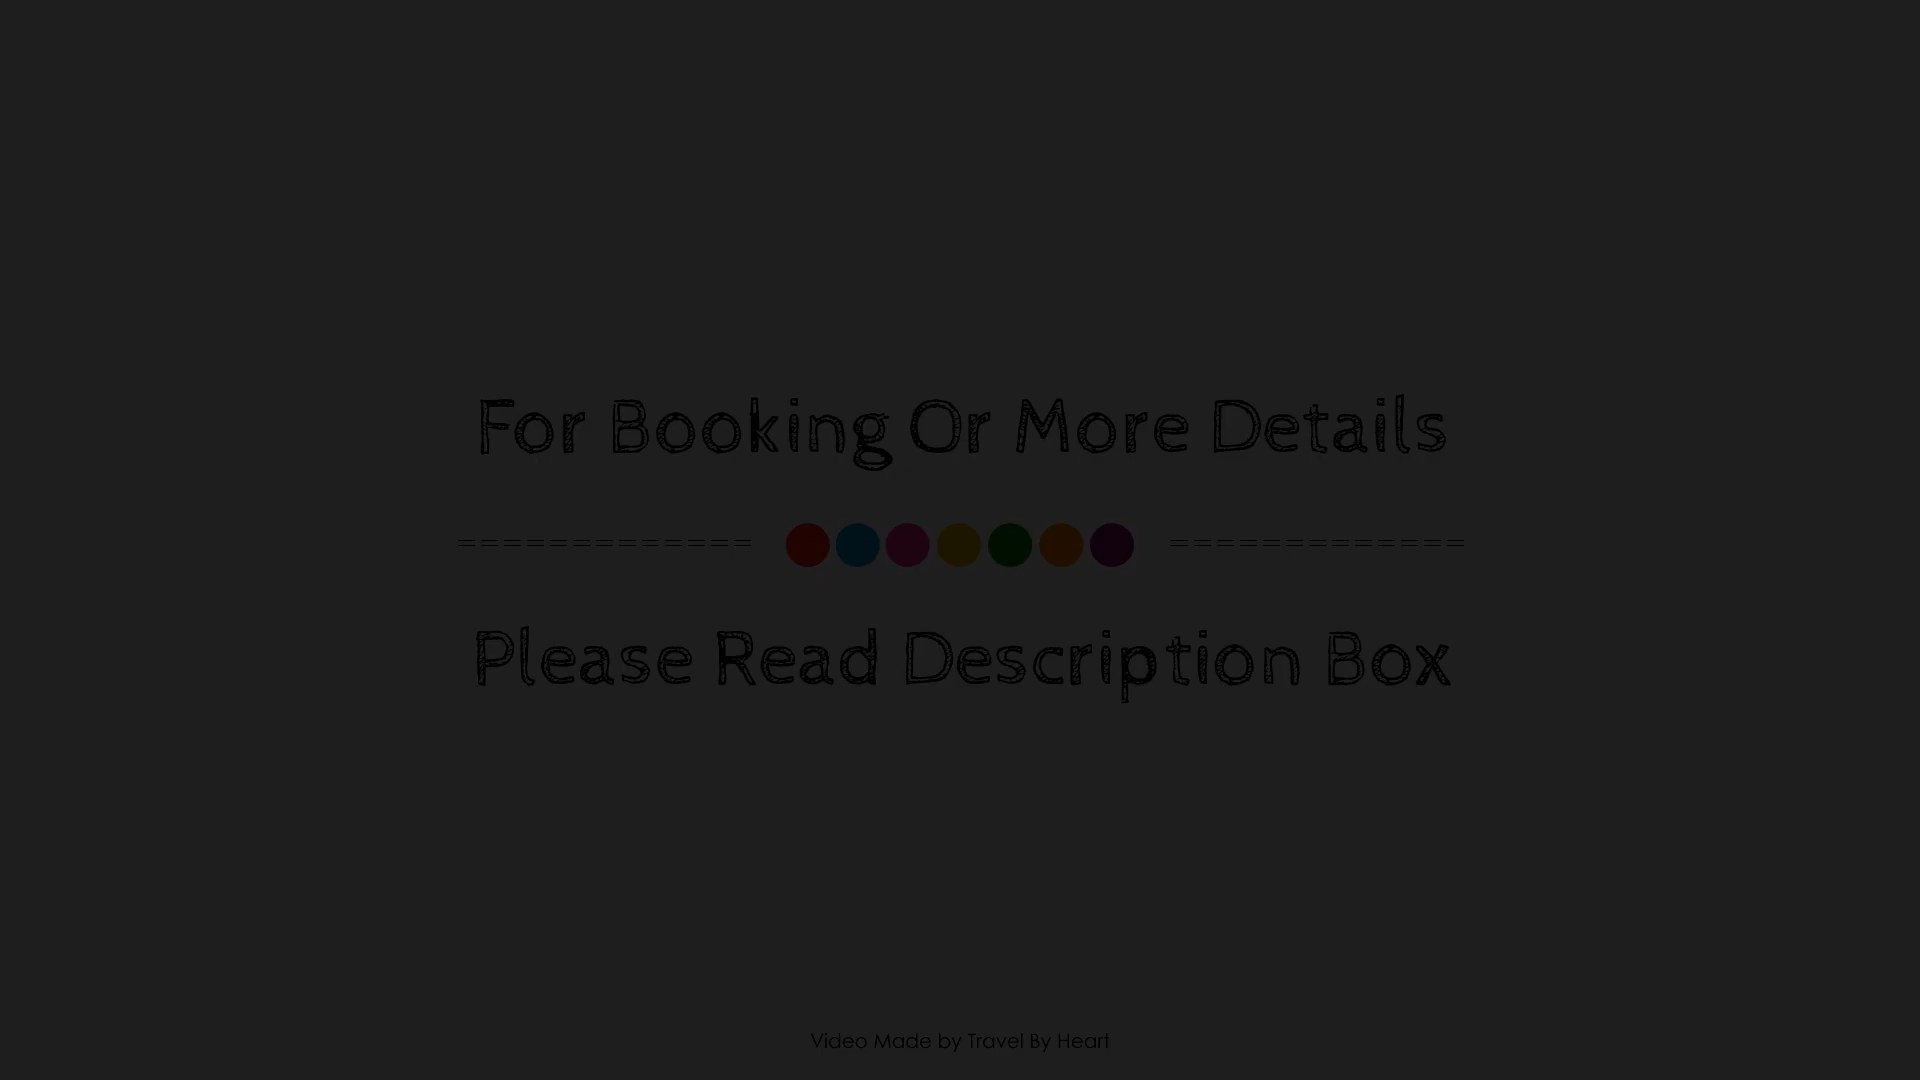 For Booking Or More Details
============= =============
Please Read Description Box
Video Made by Travel By Heart